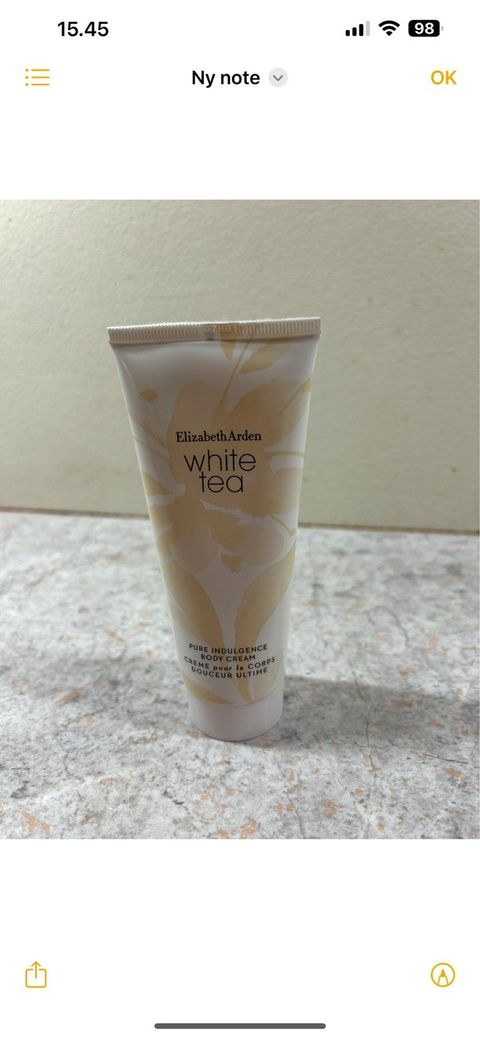 15.45
98
Ny note
OK
ElizabethArden
white
tea
PURE INDULGENCE
BODY CREAM
CRÈME pour le CORPS
DOUCEUR ULTIME